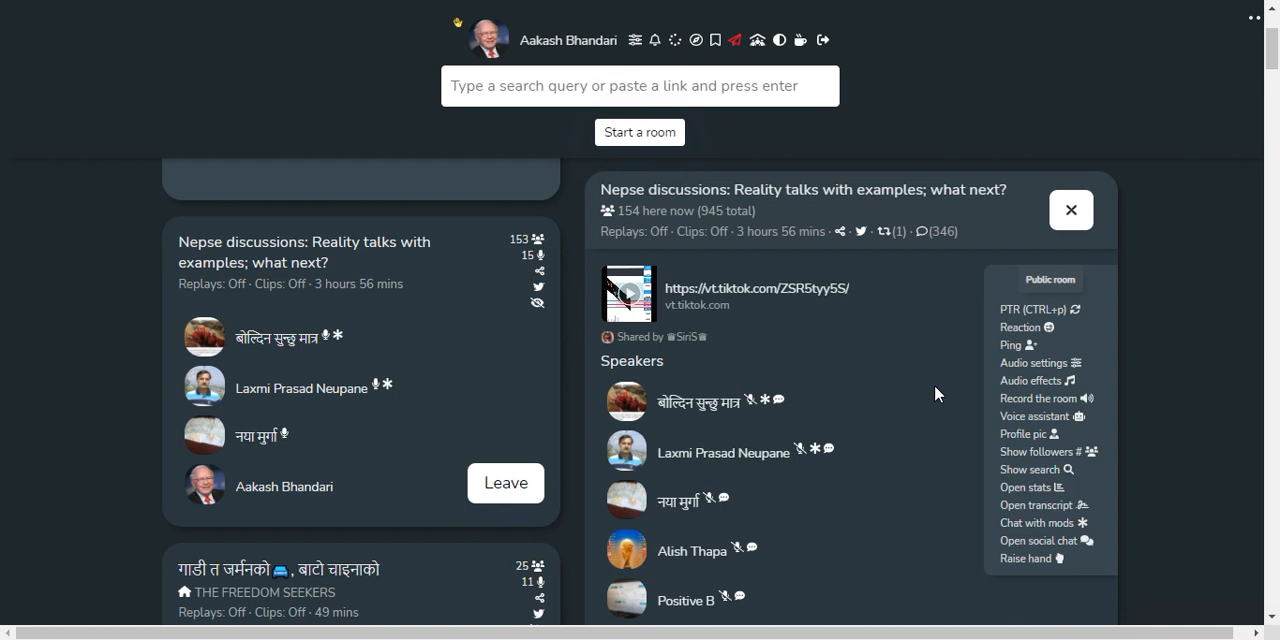 Aakash Bhandari
Type a search query or paste a link and press enter
Start a room
Nepse discussions: Reality talks with
examples; what next?
Replays: Off · Clips: Off · 3 hours 56 mins
153
15
बोल्दिन सुन्छु मात्र
Laxmi Prasad Neupane
नया मुर्गा
Aakash Bhandari
Leave
गाडी त जर्मनको🚘, बाटो चाइनाको
THE FREEDOM SEEKERS
Replays: Off · Clips: Off · 49 mins
25
11
Nepse discussions: Reality talks with examples; what next?
154 here now (945 total)
Replays: Off · Clips: Off · 3 hours 56 mins · · · (1) · (346)
https://vt.tiktok.com/ZSR5tyy5S/
vt.tiktok.com
Shared by ♕SiriS♕
Speakers
बोल्दिन सुन्छु मात्र
Laxmi Prasad Neupane
नया मुर्गा
Alish Thapa
Positive B
Public room
PTR (CTRL+p)
Reaction
Ping
Audio settings
Audio effects
Record the room
Voice assistant
Profile pic
Show followers #
Show search
Open stats
Open transcript
Chat with mods
Open social chat
Raise hand